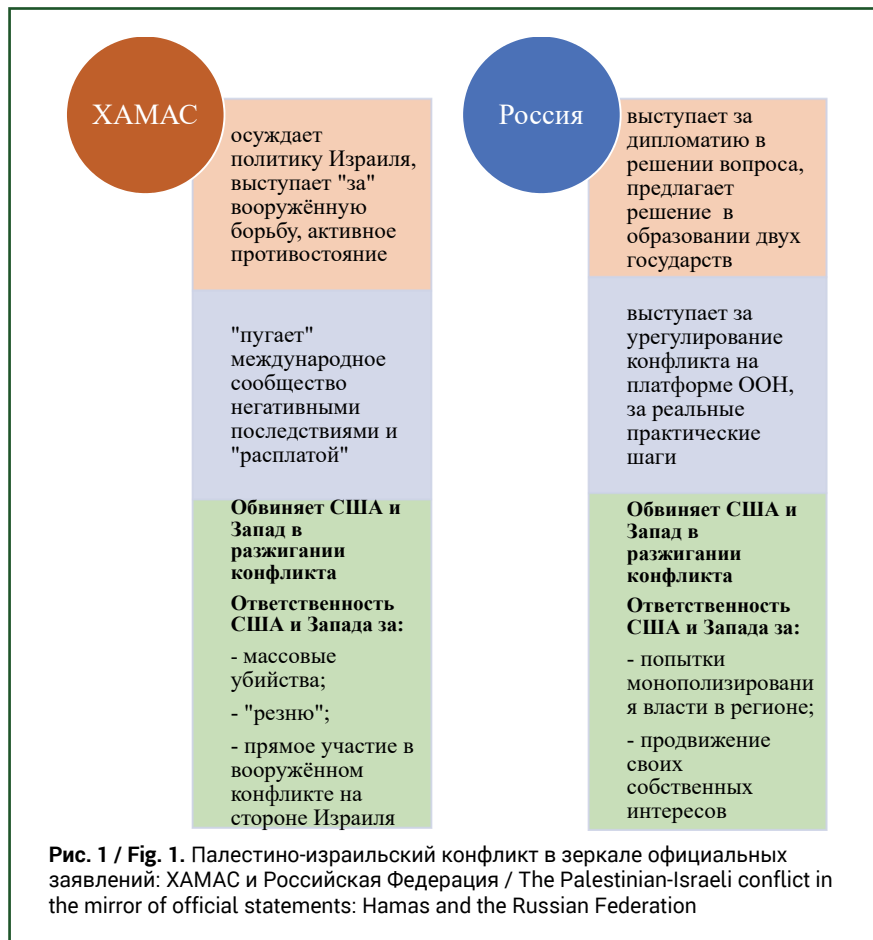 ХАМАС
осуждает
политику Израиля,
выступает "за"
вооружённую
борьбу, активное
противостояние
"пугает"
международное
сообщество
негативными
последствиями и
"расплатой"
Обвиняет США и
Запад в
разжигании
конфликта
Ответственность
США и Запада за:
- массовые
убийства;
- "резню";
- прямое участие в
вооружённом
конфликте на
стороне Израиля
Россия
выступает за
дипломатию в
решении вопроса,
предлагает
решение в
образовании двух
государств
выступает за
урегулирование
конфликта на
платформе ООН,
за реальные
практические
шаги
Обвиняет США и
Запад в
разжигании
конфликта
Ответственность
США и Запада за:
- попытки
монополизировани
я власти в регионе;
- продвижение
своих
собственных
интересов
Рис. 1 / Fig. 1. Палестино-израильский конфликт в зеркале официальных
заявлений: ХАМАС и Российская Федерация / The Palestinian-Israeli conflict in
the mirror of official statements: Hamas and the Russian Federation